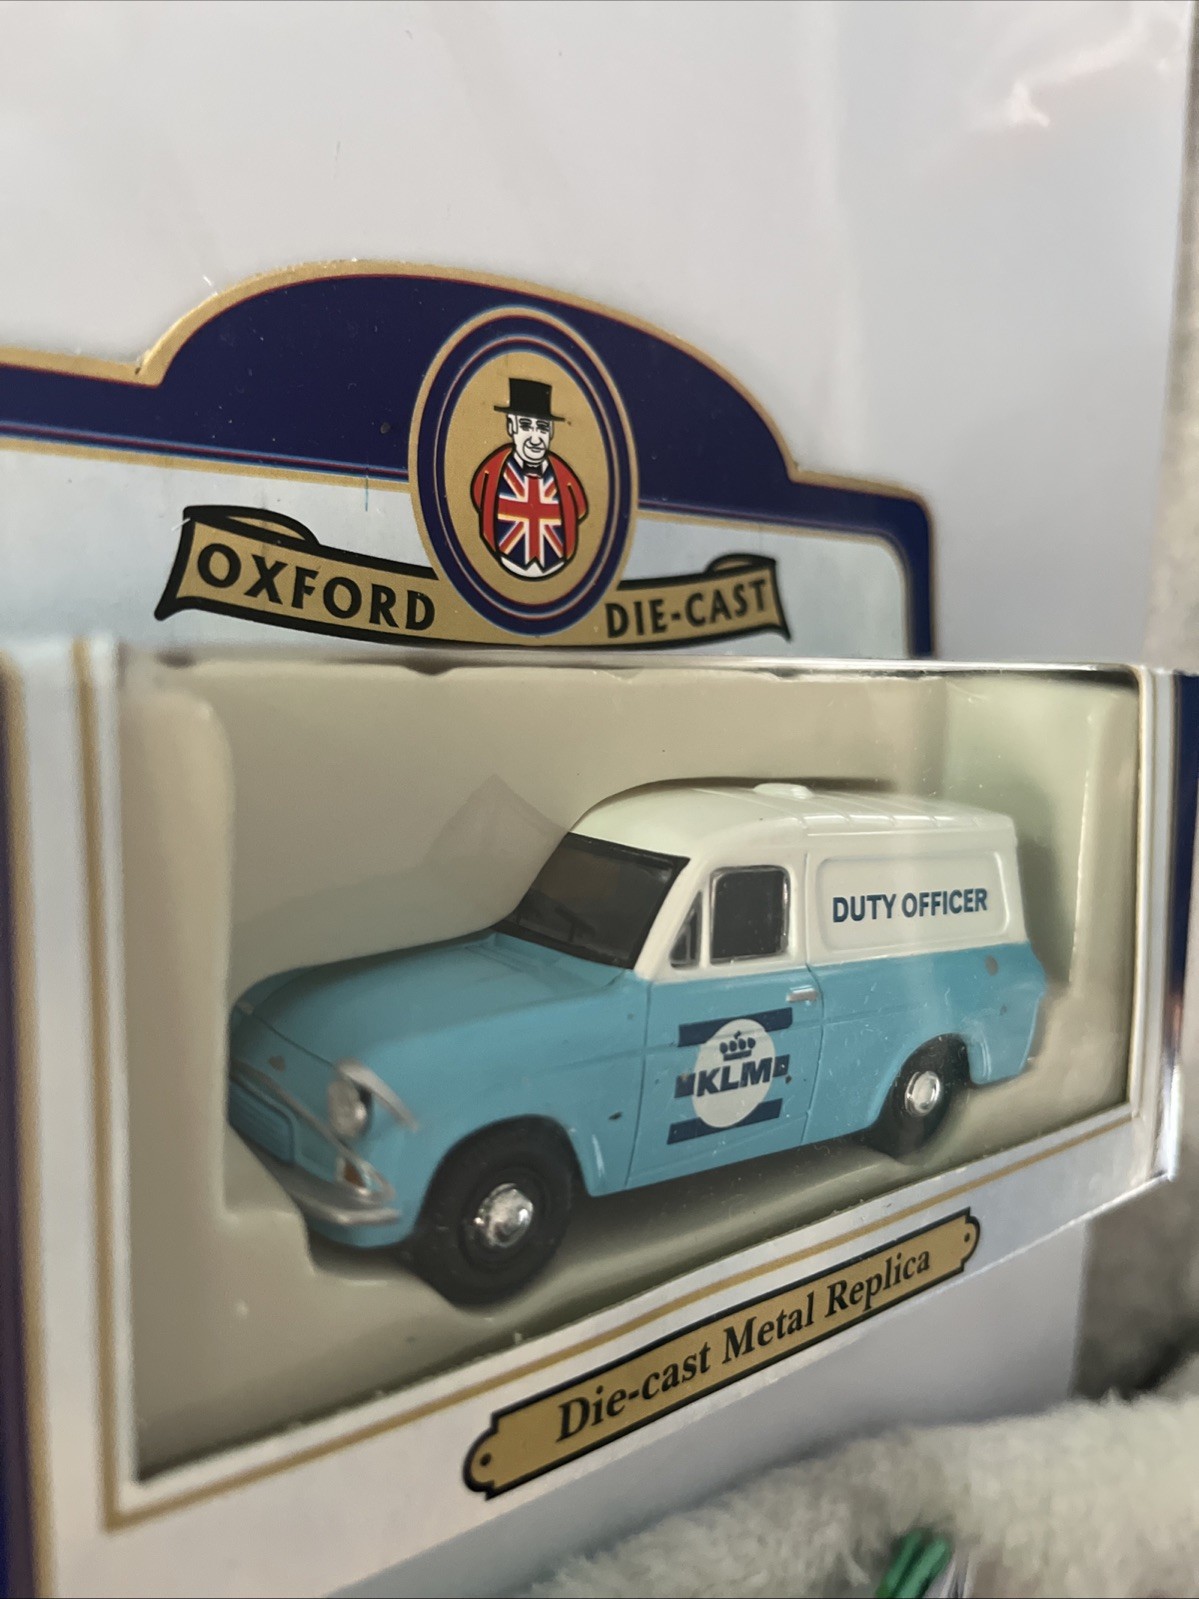 OXFORD DIE-CAST
DUTY OFFICER
KLM
Die-cast Metal Replica